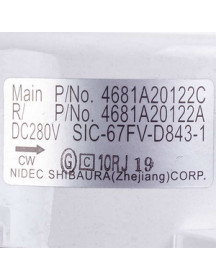 Main P/No. 4681A20122C
R/ P/No. 4681A20122A
DC280V SIC-67FV-D843-1
CW G C 10RJ 19
NIDEC SHIBAURA(Zhejiang)CORP.